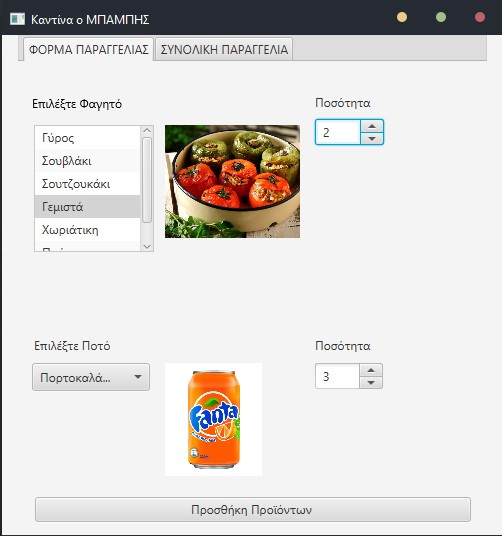 Καντίνα ο ΜΠΑΜΠΗΣ
ΦΟΡΜΑ ΠΑΡΑΓΓΕΛΙΑΣ ΣΥΝΟΛΙΚΗ ΠΑΡΑΓΓΕΛΙΑ
Επιλέξτε Φαγητό
Ποσότητα
Γύρος
Σουβλάκι
Σουτζουκάκι
Γεμιστά
Χωριάτικη
2
Επιλέξτε Ποτό
Ποσότητα
Πορτοκαλά...
Fanta
3
Προσθήκη Προϊόντων